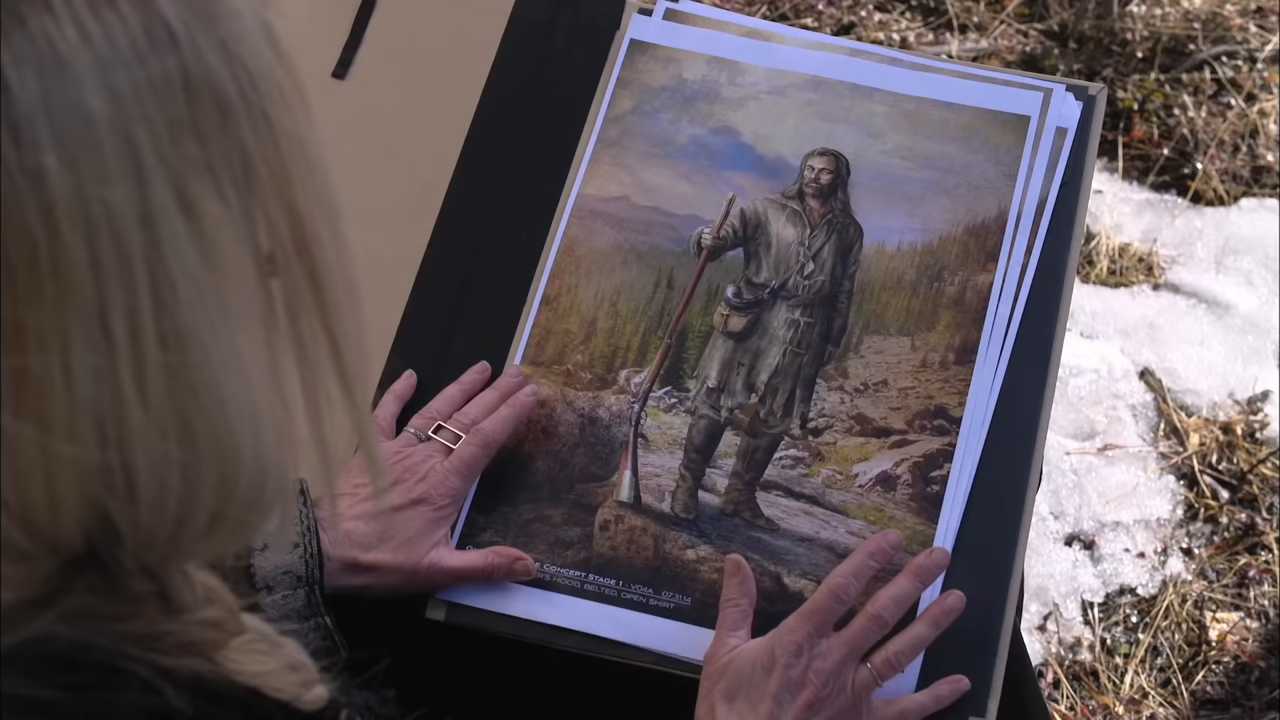 E CONCEPT STAGE 1 - V04A 07.31.14
'S HOOD, BELTED, OPEN SHIRT